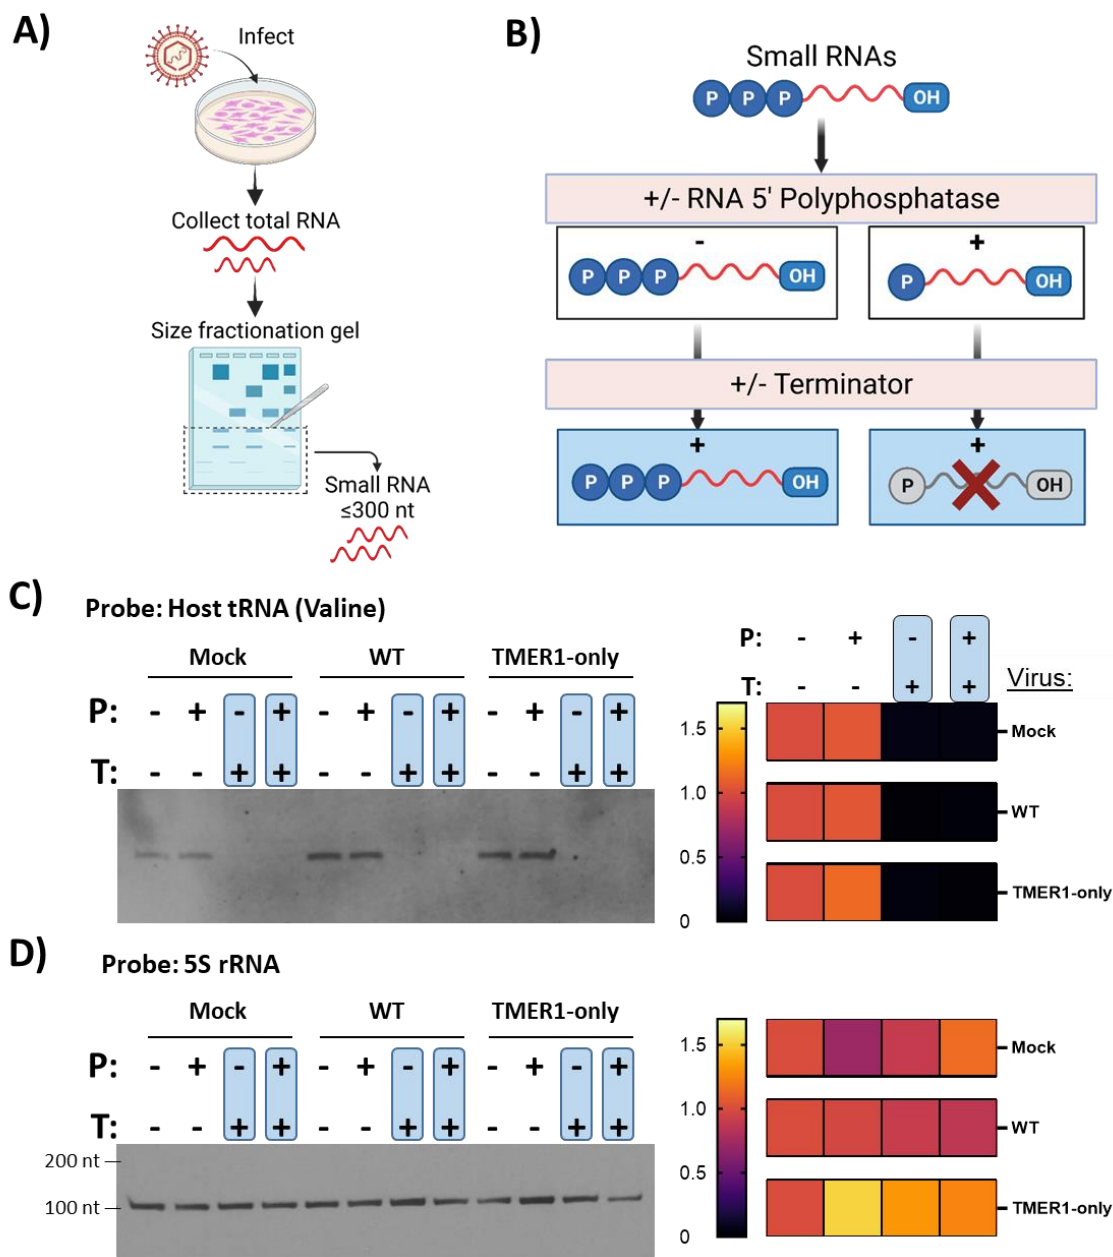 A)
Infect
Collect total RNA
Size fractionation gel
Small RNA
≤300 nt
B)
Small RNAs
P P P OH
+/- RNA 5' Polyphosphatase
- +
P P P OH P OH
+/- Terminator
+ +
P P P OH P OH
C)
Probe: Host tRNA (Valine)
Mock WT TMER1-only
P: - + - + - + - + - + - +
T: - - + + - - + + - - + +
P: - + - +
T: - - + +
Virus:
1.5
1.0
0.5
0
Mock
WT
TMER1-only
D)
Probe: 5S rRNA
Mock WT TMER1-only
P: - + - + - + - + - + - +
T: - - + + - - + + - - + +
200 nt
100 nt
1.5
1.0
0.5
0
Mock
WT
TMER1-only